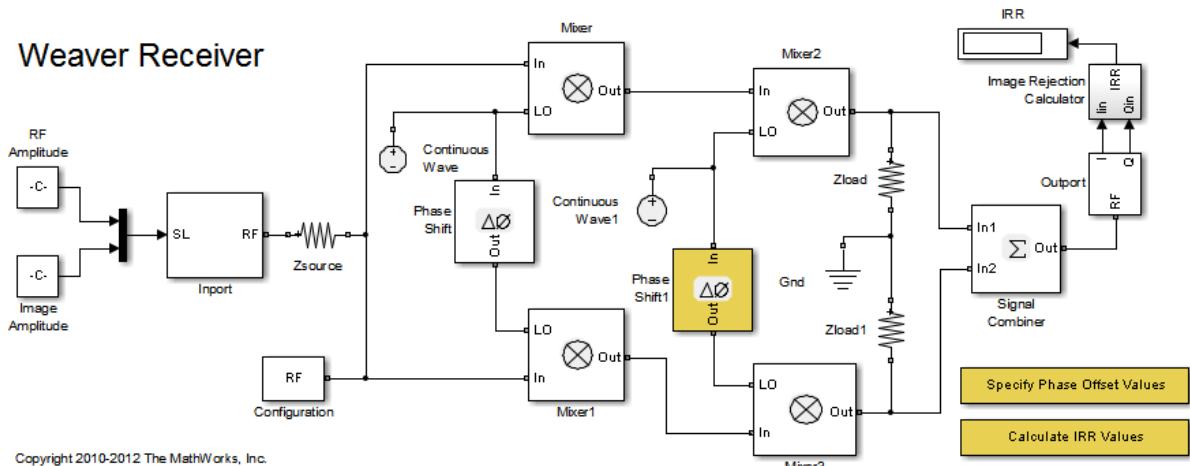 Weaver Receiver
Mixer
In
LO
Out
Mixer2
In
LO
Out
IRR
Image Rejection
Calculator
IRR
Iin
Qin
RF
Amplitude
-C-
-C-
Image
Amplitude
SL
RF
Inport
Zsource
Continuous
Wave
Phase
Shift
In
ΔØ
Out
Continuous
Wave1
Phase
Shift1
In
ΔØ
Out
Zload
Gnd
Zload1
In1
In2
Σ
Out
Signal
Combiner
I
Q
RF
Outport
RF
Configuration
LO
In
Out
Mixer1
LO
In
Out
Mixer3
Specify Phase Offset Values
Calculate IRR Values
Copyright 2010-2012 The MathWorks, Inc.